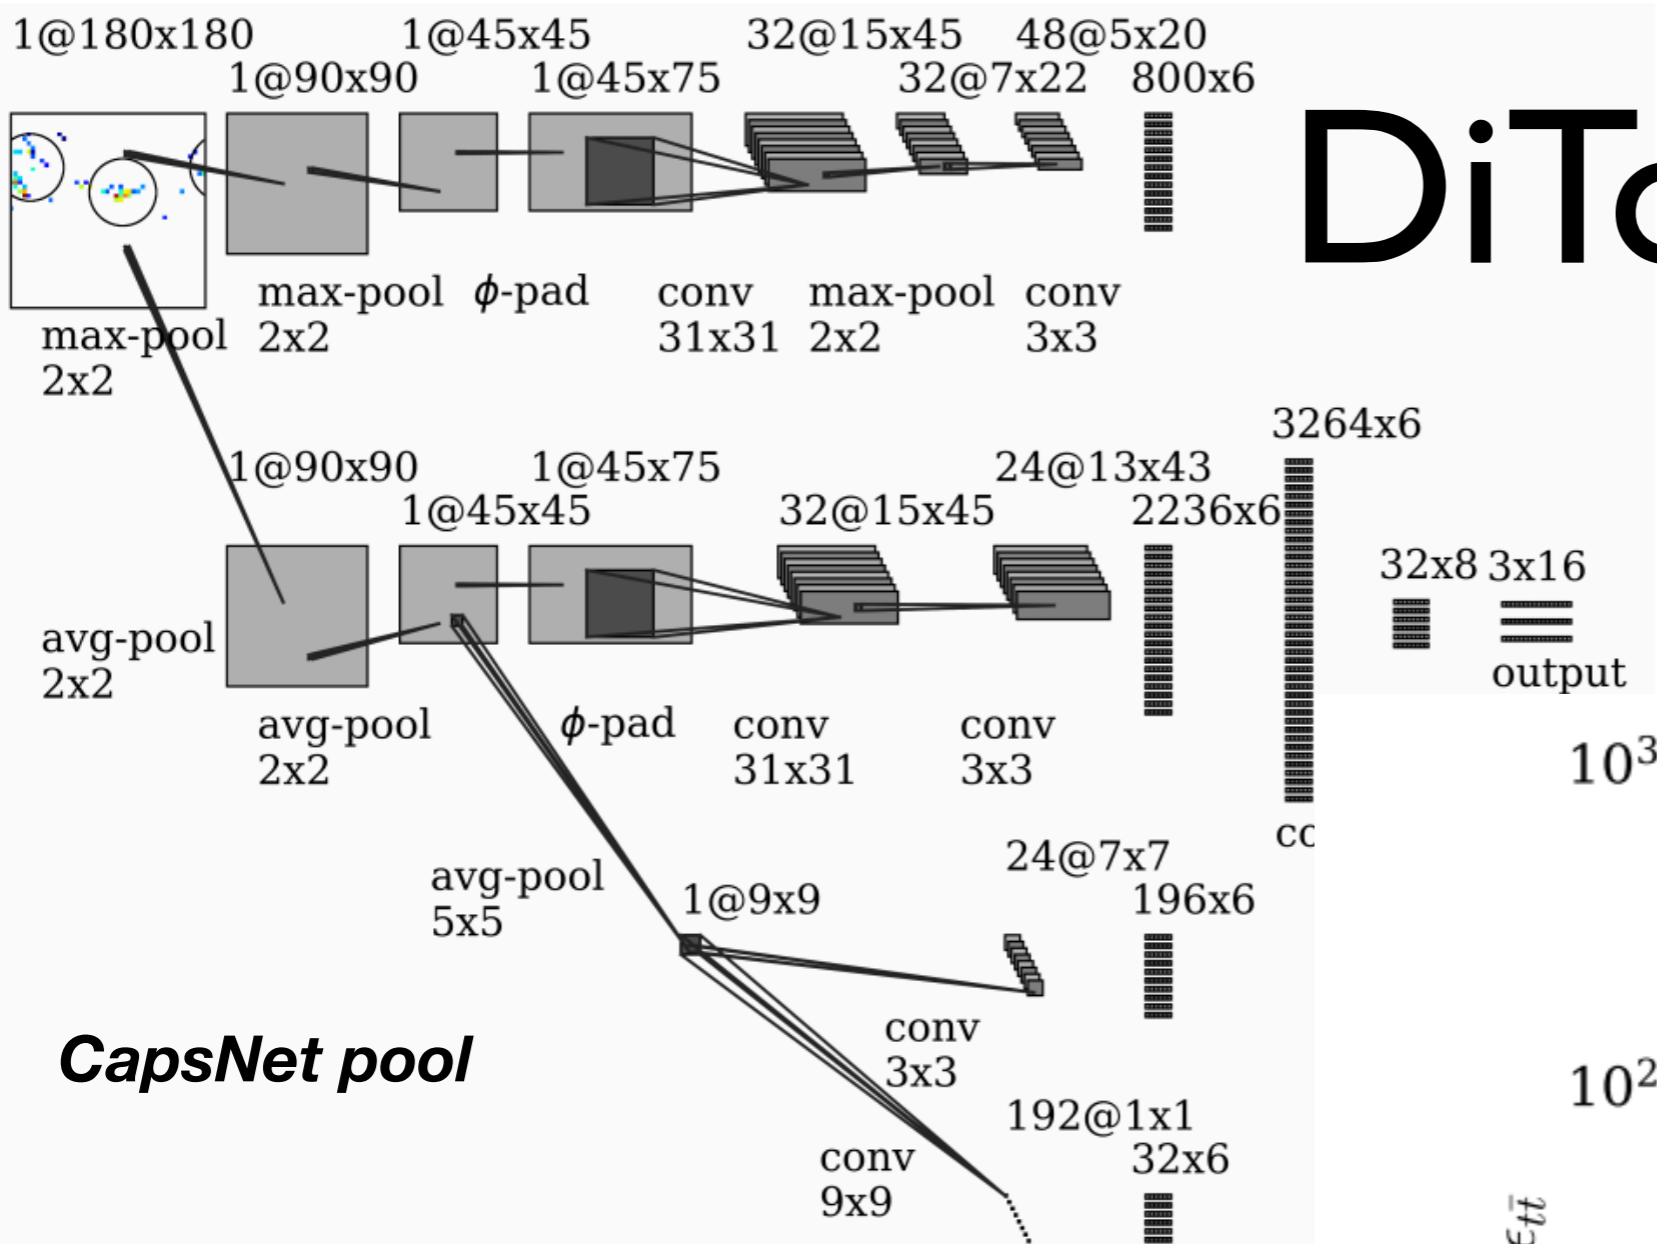 1@180x180
1@45x45
32@15x45
48@5x20
1@90x90
1@45x75
32@7x22
800x6
DiT
max-pool
2x2
ϕ-pad
conv
31x31
max-pool
2x2
conv
3x3
max-pool
2x2
3264x6
1@90x90
1@45x75
24@13x43
1@45x45
32@15x45
2236x6
32x8
3x16
output
avg-pool
2x2
avg-pool
2x2
ϕ-pad
conv
31x31
conv
3x3
10³
co
24@7x7
avg-pool
5x5
1@9x9
196x6
CapsNet pool
conv
3x3
10²
192@1x1
32x6
conv
9x9
ϵtt̄